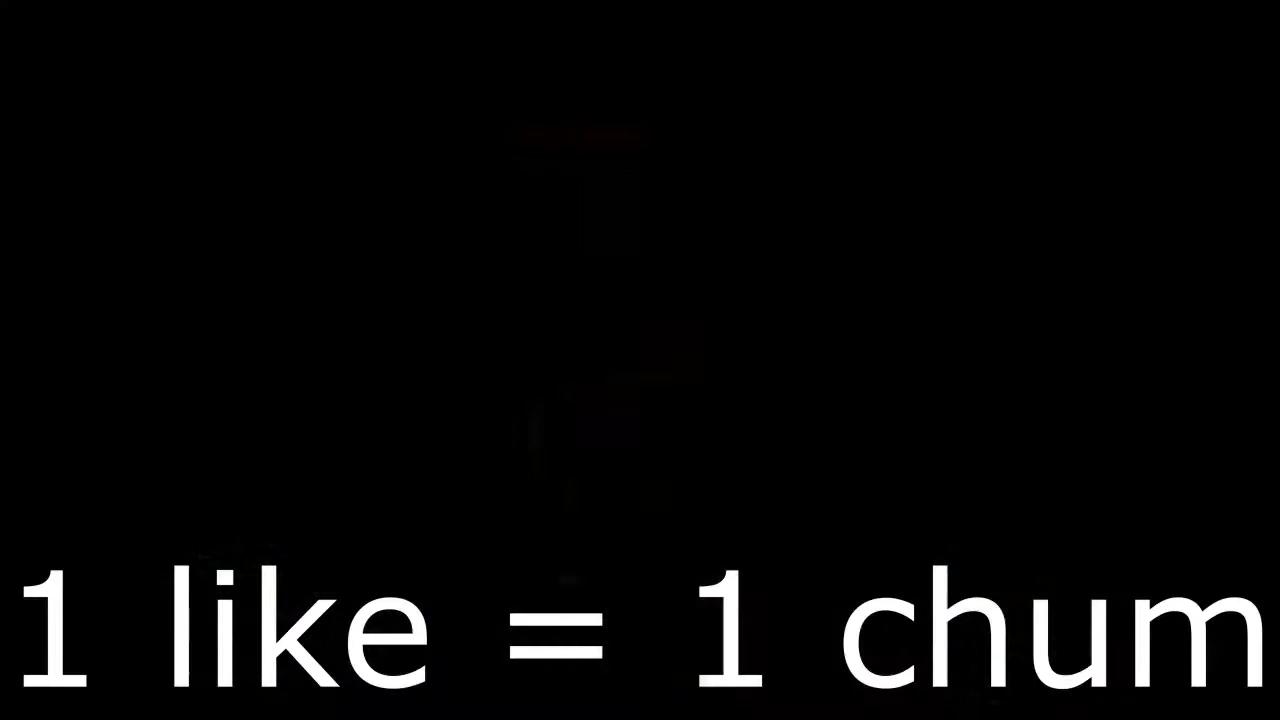 1 like = 1 chum